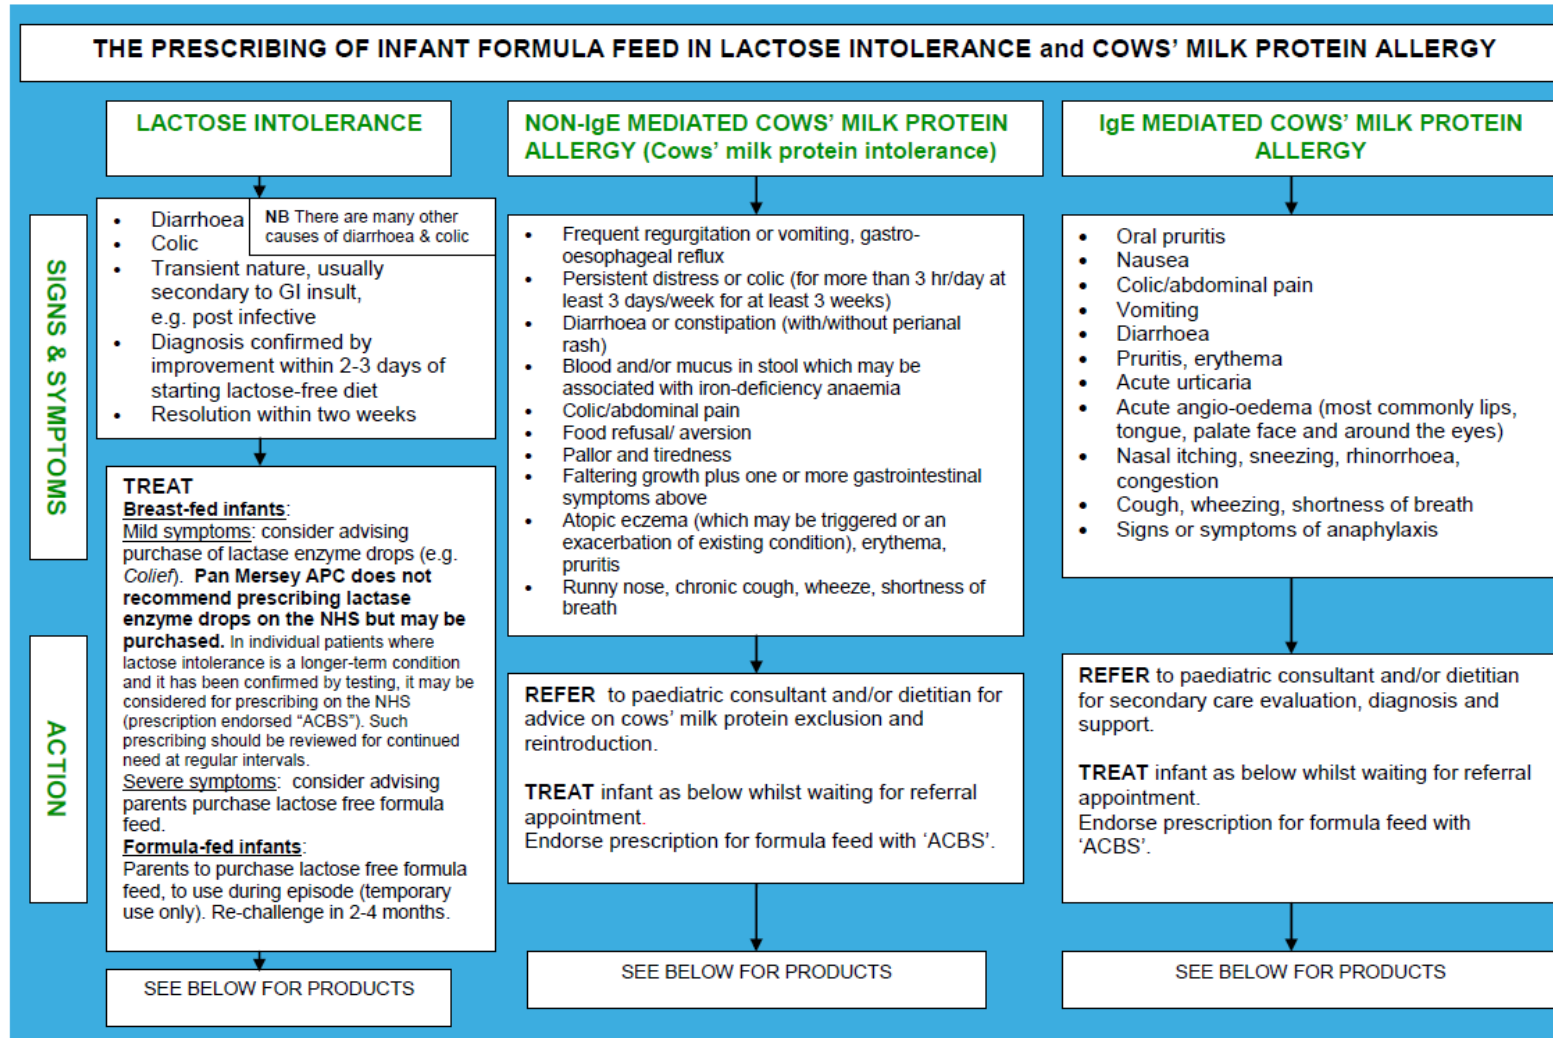 THE PRESCRIBING OF INFANT FORMULA FEED IN LACTOSE INTOLERANCE and COWS' MILK PROTEIN ALLERGY
LACTOSE INTOLERANCE
NON-IgE MEDIATED COWS' MILK PROTEIN
ALLERGY (Cows' milk protein intolerance)
IgE MEDIATED COWS' MILK PROTEIN
ALLERGY
SIGNS & SYMPTOMS
• Diarrhoea
• Colic
• Transient nature, usually
secondary to GI insult,
e.g. post infective
• Diagnosis confirmed by
improvement within 2-3 days of
starting lactose-free diet
• Resolution within two weeks
NB There are many other
causes of diarrhoea & colic
• Frequent regurgitation or vomiting, gastro-
oesophageal reflux
• Persistent distress or colic (for more than 3 hr/day at
least 3 days/week for at least 3 weeks)
• Diarrhoea or constipation (with/without perianal
rash)
• Blood and/or mucus in stool which may be
associated with iron-deficiency anaemia
• Colic/abdominal pain
• Food refusal/ aversion
• Pallor and tiredness
• Faltering growth plus one or more gastrointestinal
symptoms above
• Atopic eczema (which may be triggered or an
exacerbation of existing condition), erythema,
pruritis
• Runny nose, chronic cough, wheeze, shortness of
breath
• Oral pruritis
• Nausea
• Colic/abdominal pain
• Vomiting
• Diarrhoea
• Pruritis, erythema
• Acute urticaria
• Acute angio-oedema (most commonly lips,
tongue, palate face and around the eyes)
• Nasal itching, sneezing, rhinorrhoea,
congestion
• Cough, wheezing, shortness of breath
• Signs or symptoms of anaphylaxis
ACTION
TREAT
Breast-fed infants:
Mild symptoms: consider advising
purchase of lactase enzyme drops (e.g.
Colief). Pan Mersey APC does not
recommend prescribing lactase
enzyme drops on the NHS but may be
purchased. In individual patients where
lactose intolerance is a longer-term condition
and it has been confirmed by testing, it may be
considered for prescribing on the NHS
(prescription endorsed "ACBS"). Such
prescribing should be reviewed for continued
need at regular intervals.
Severe symptoms: consider advising
parents purchase lactose free formula
feed.
Formula-fed infants:
Parents to purchase lactose free formula
feed, to use during episode (temporary
use only). Re-challenge in 2-4 months.
REFER to paediatric consultant and/or dietitian for
advice on cows' milk protein exclusion and
reintroduction.
TREAT infant as below whilst waiting for referral
appointment.
Endorse prescription for formula feed with 'ACBS'.
REFER to paediatric consultant and/or dietitian
for secondary care evaluation, diagnosis and
support.
TREAT infant as below whilst waiting for referral
appointment.
Endorse prescription for formula feed with
'ACBS'.
SEE BELOW FOR PRODUCTS
SEE BELOW FOR PRODUCTS
SEE BELOW FOR PRODUCTS